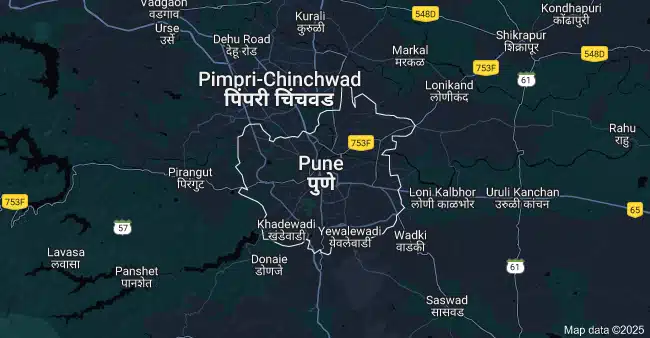 Vadgaon
वडगाव
Urse
उर्से
Dehu Road
देहू रोड
Kurali
कुरुळी
548D
Kondhapuri
कोंढापुरी
Shikrapur
शिक्रापूर
548D
Markal
मरकळ
753F
61
Lonikand
लोणीकंद
Pimpri-Chinchwad
पिंपरी चिंचवड
Rahu
राहु
753F
Pune
पुणे
Pirangut
पिरंगुट
753F
Loni Kalbhor
लोणी काळभोर
Uruli Kanchan
उरुळी कांचन
65
57
Khadewadi
खडेवाडी
Yewalewadi
येवलेवाडी
Wadki
वाडकी
Lavasa
लवासा
Panshet
पानशेत
Donaje
डोणजे
61
Saswad
सासवड
Map data ©2025